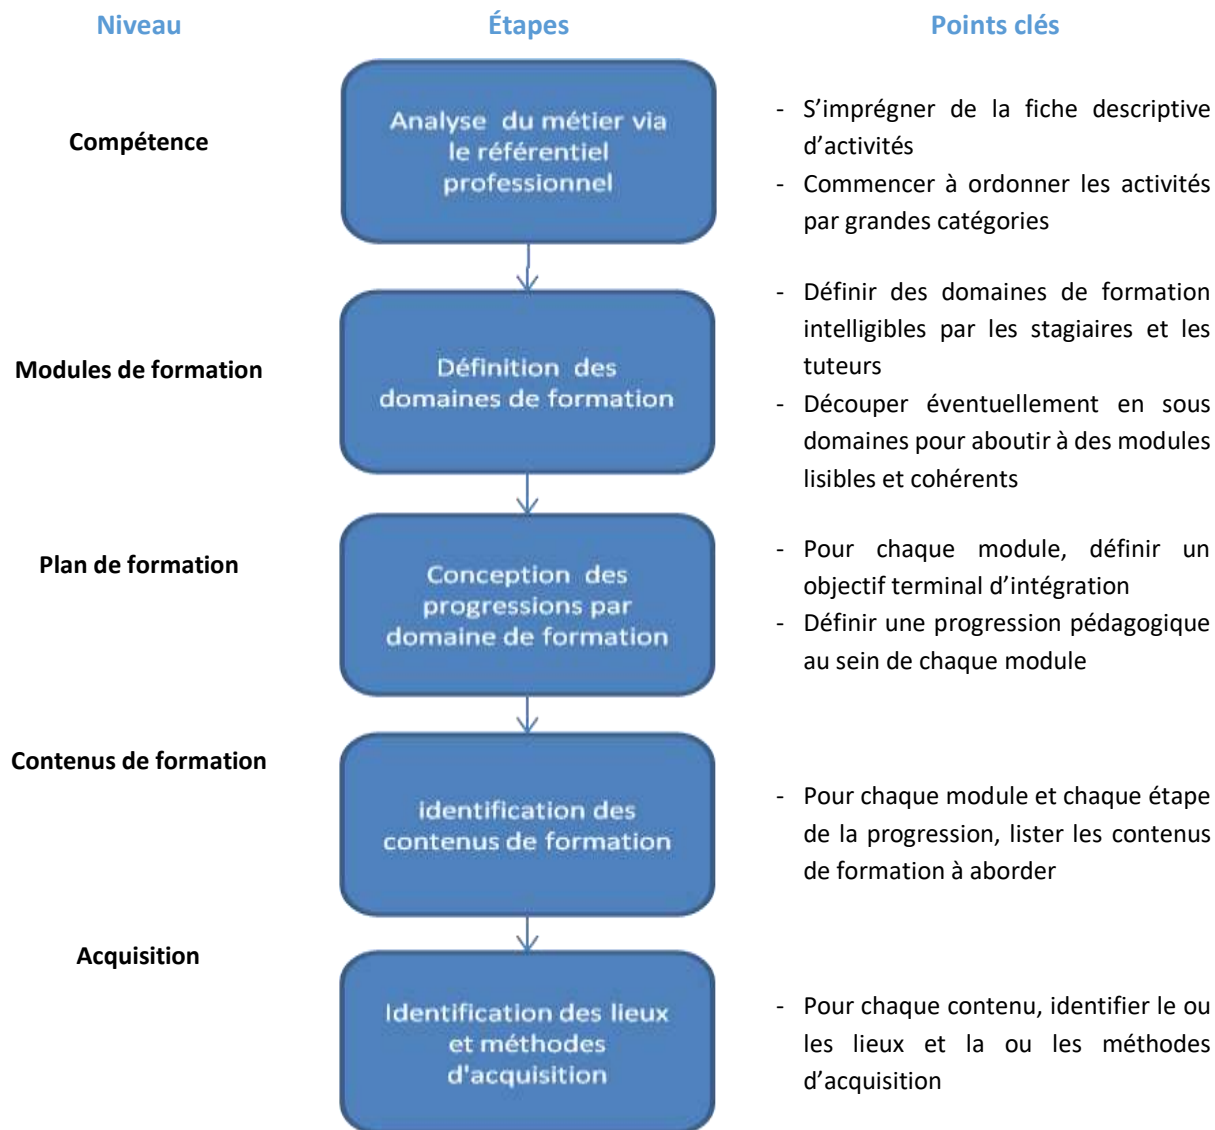 Niveau
Étapes
Points clés
Compétence
Analyse du métier via
le référentiel
professionnel
- S’imprégner de la fiche descriptive
d’activités
- Commencer à ordonner les activités
par grandes catégories
Modules de formation
Définition des
domaines de formation
- Définir des domaines de formation
intelligibles par les stagiaires et les
tuteurs
- Découper éventuellement en sous
domaines pour aboutir à des modules
lisibles et cohérents
Plan de formation
Conception des
progressions par
domaine de formation
- Pour chaque module, définir un
objectif terminal d’intégration
- Définir une progression pédagogique
au sein de chaque module
Contenus de formation
identification des
contenus de formation
- Pour chaque module et chaque étape
de la progression, lister les contenus
de formation à aborder
Acquisition
Identification des lieux
et méthodes
d'acquisition
- Pour chaque contenu, identifier le ou
les lieux et la ou les méthodes
d’acquisition